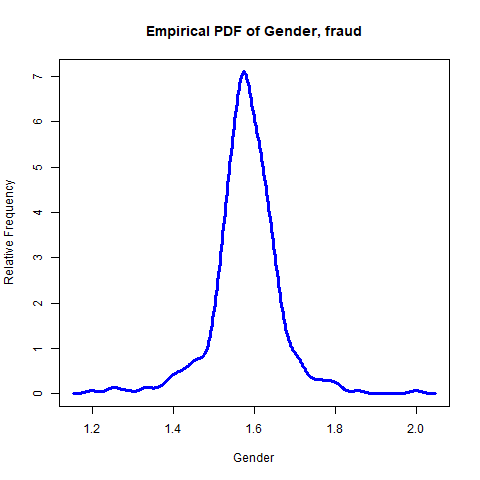 Empirical PDF of Gender, fraud
Relative Frequency
7
6
5
4
3
2
1
0
1.2 1.4 1.6 1.8 2.0
Gender